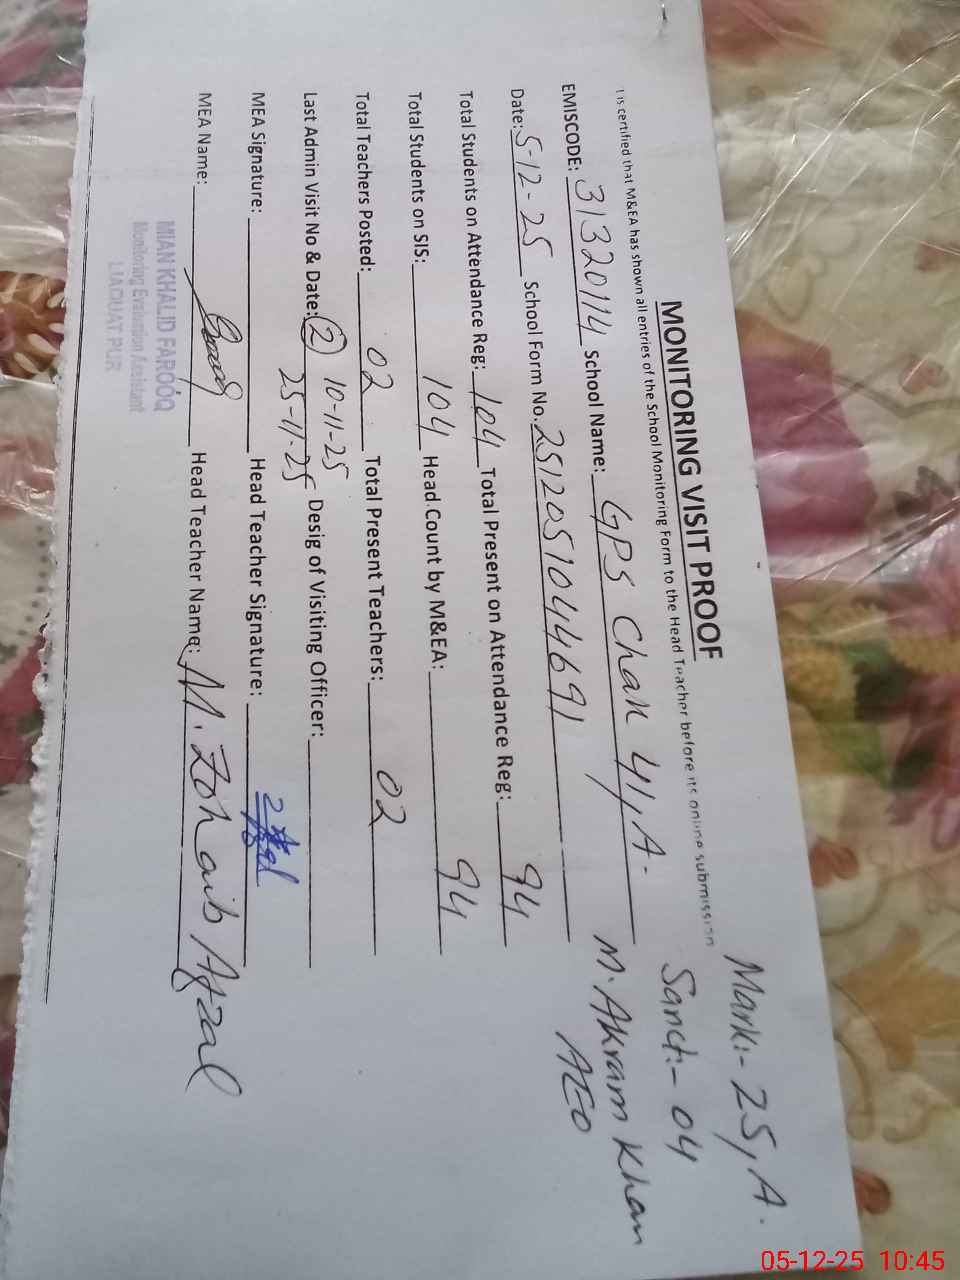 Mark:- 25, A.
Sanct:- 04
M. Akram Khan
AEO
MONITORING VISIT PROOF
t is certified that M&EA has shown all entries of the School Monitoring Form to the Head Teacher before its online submission
EMISCODE: 31320114 School Name: GPS Chak 41, A.
Date: 5-12-25 School Form No. 2512051044691
Total Students on Attendance Reg: 104 Total Present on Attendance Reg: 94
Total Students on SIS: 104 Head Count by M&EA: 94
Total Teachers Posted: 02 Total Present Teachers: 02
Last Admin Visit No & Date: (2) 10-11-25 Desig of Visiting Officer:
25-11-25
MEA Signature: Head Teacher Signature:
MEA Name: Head Teacher Name: M. Zohaib Afzal
MIAN KHALID FAROOQ
Monitoring Evaluation Assistant
LIAQUAT PUR
05-12-25 10:45